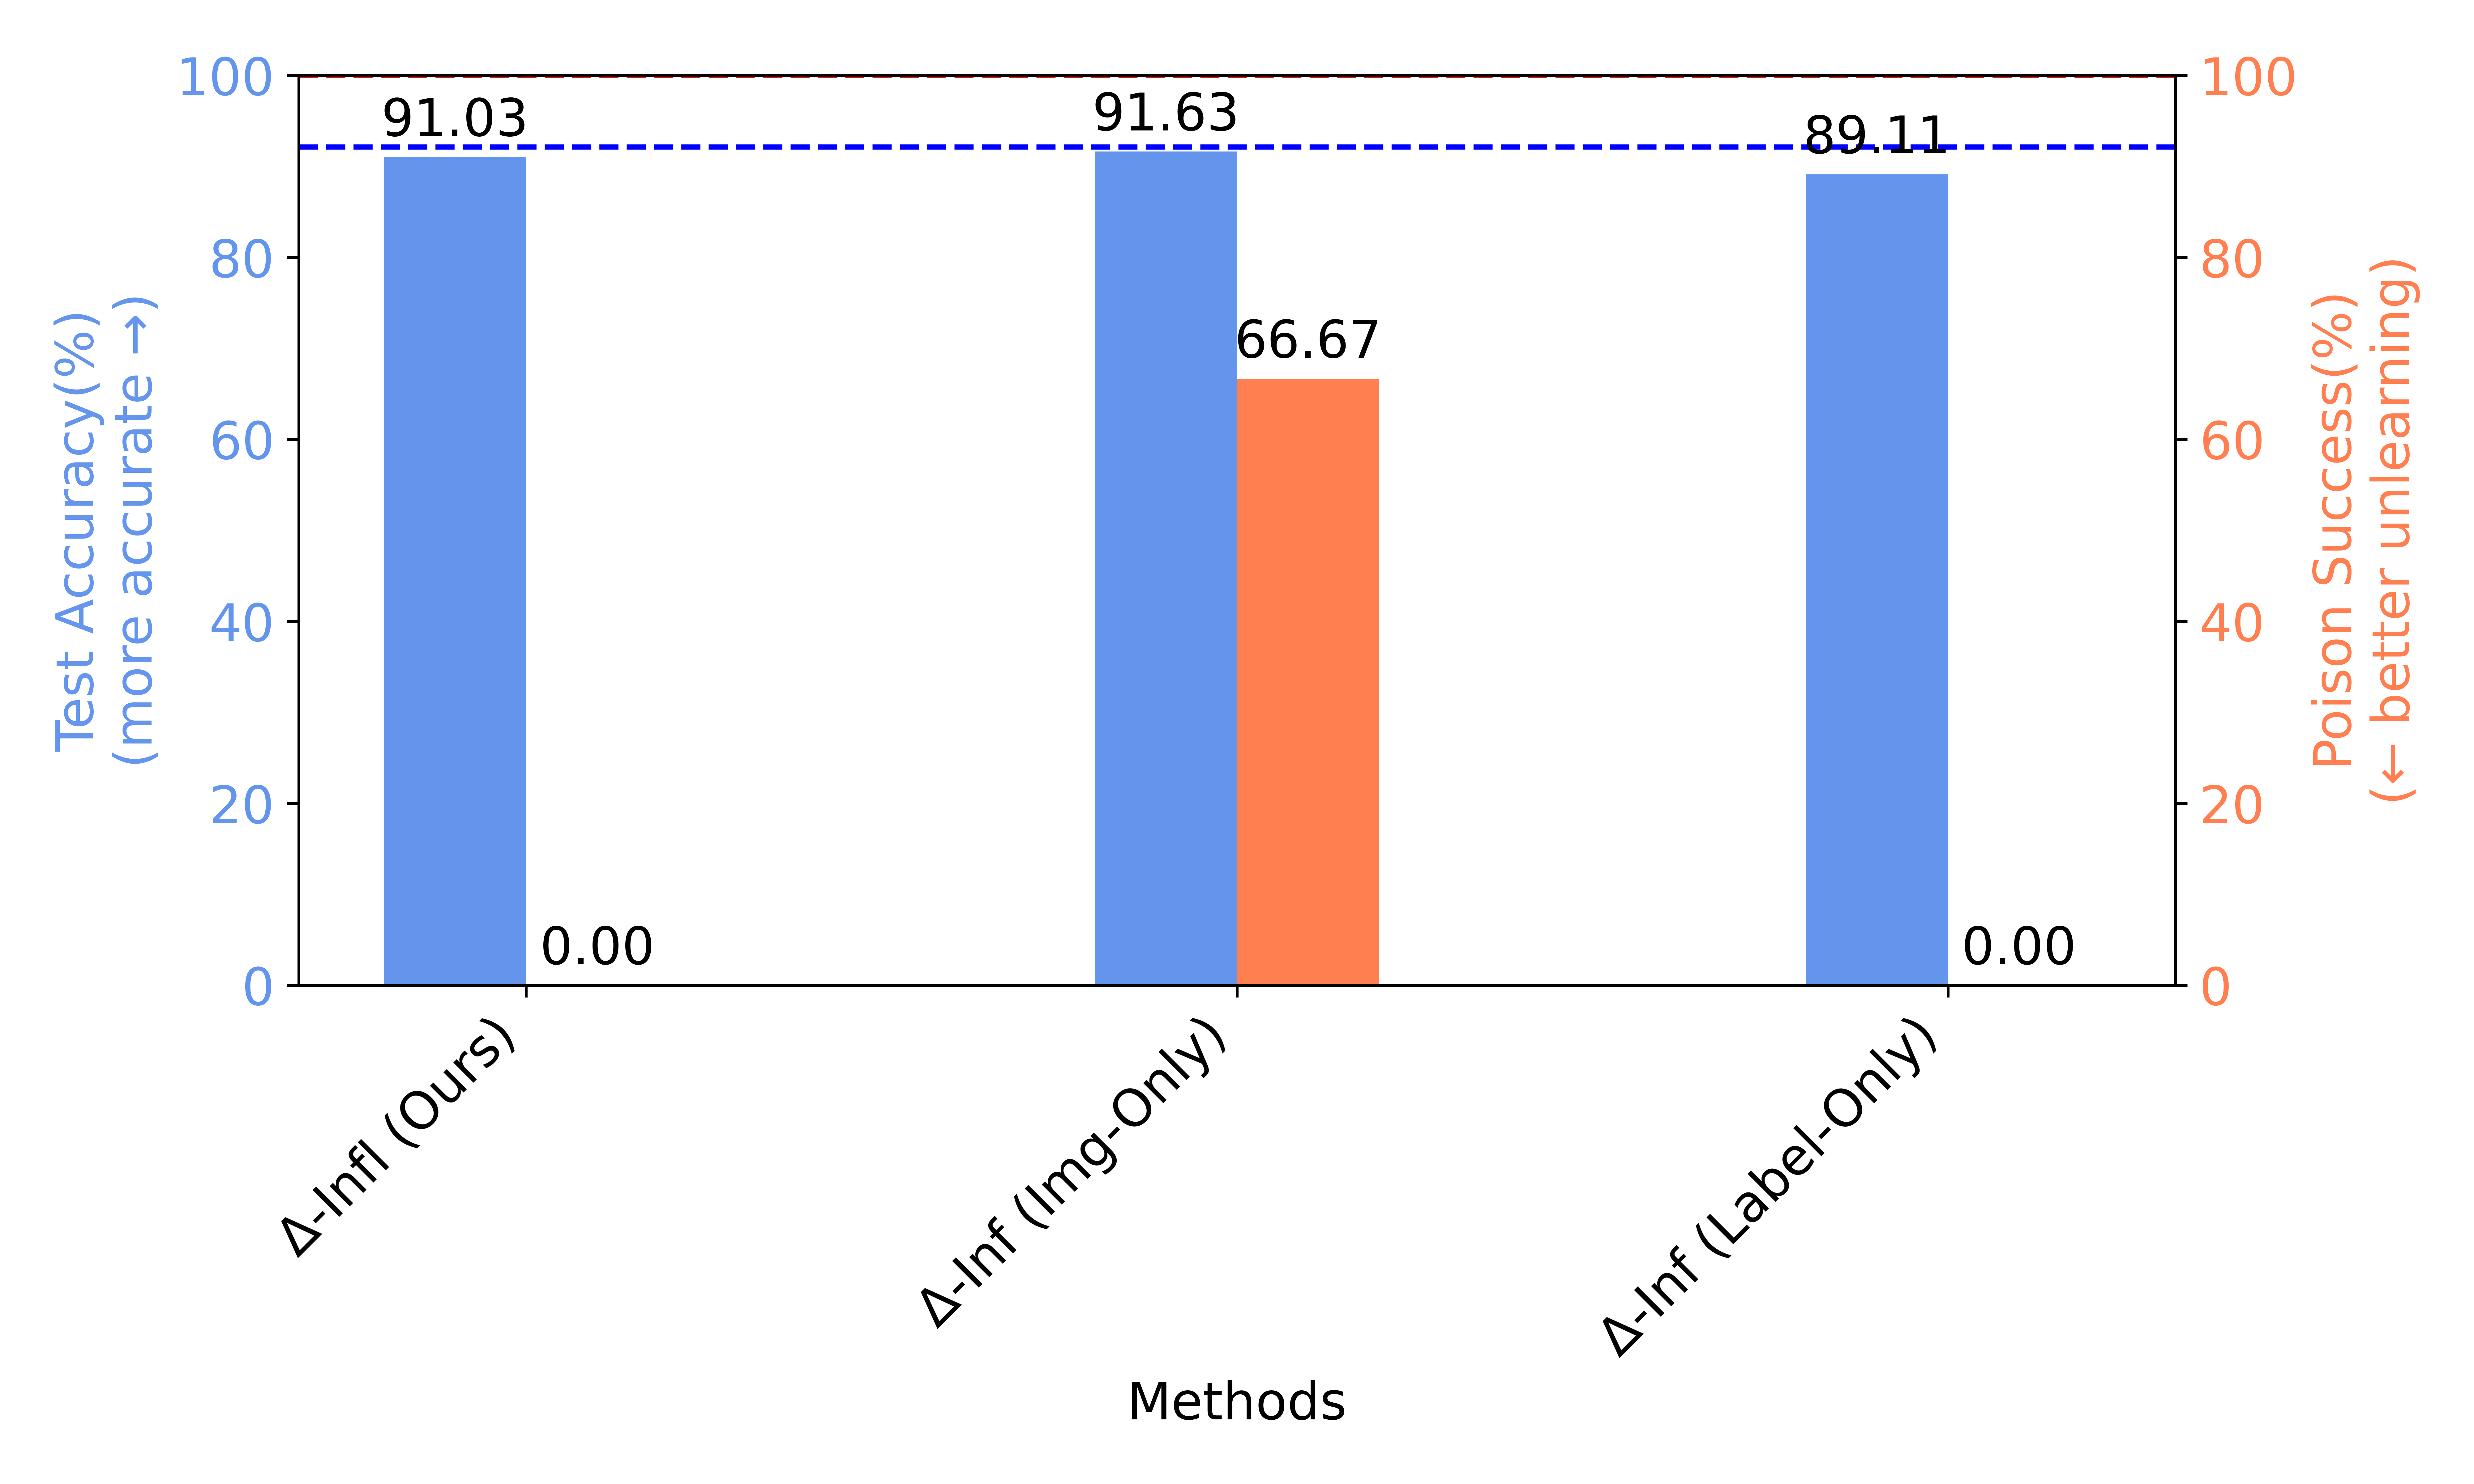 100
80
60
40
20
0
Test Accuracy(%)
(more accurate →)
91.03
0.00
91.63
66.67
89.11
0.00
100
80
60
40
20
0
Poison Success(%)
(← better unlearning)
Δ-Infl (Ours)
Δ-Inf (Img-Only)
Δ-Inf (Label-Only)
Methods